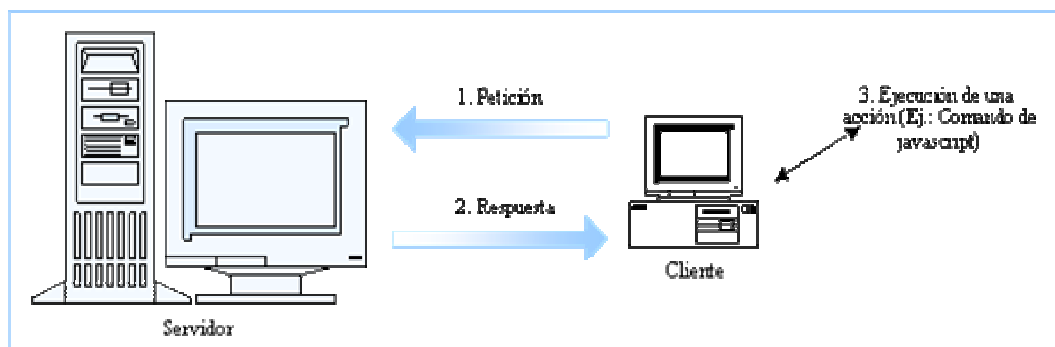 1. Petición
3. Ejecución de una
acción (Ej.: Comando de
javascript)
2. Respuesta
Cliente
Servidor